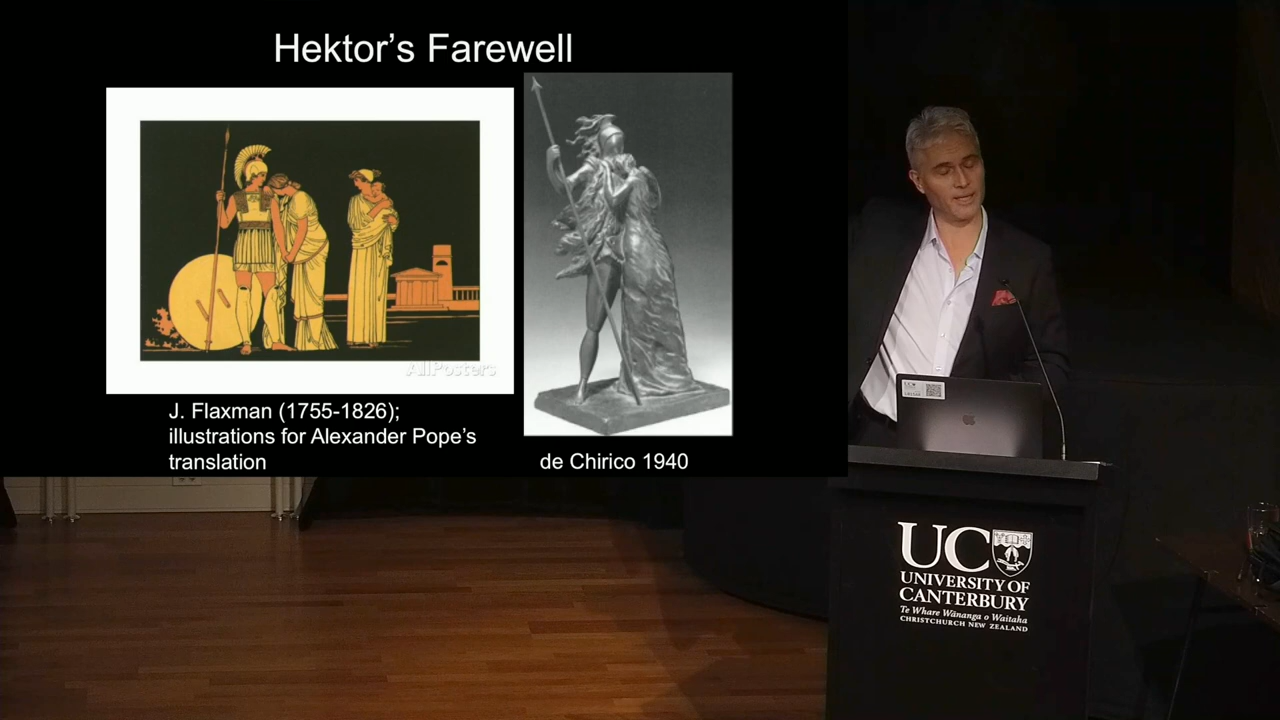 Hektor's Farewell
AllPosters
J. Flaxman (1755-1826);
illustrations for Alexander Pope's
translation
de Chirico 1940
UC
UNIVERSITY OF
CANTERBURY
Te Whare Wānanga o Waitaha
CHRISTCHURCH NEW ZEALAND